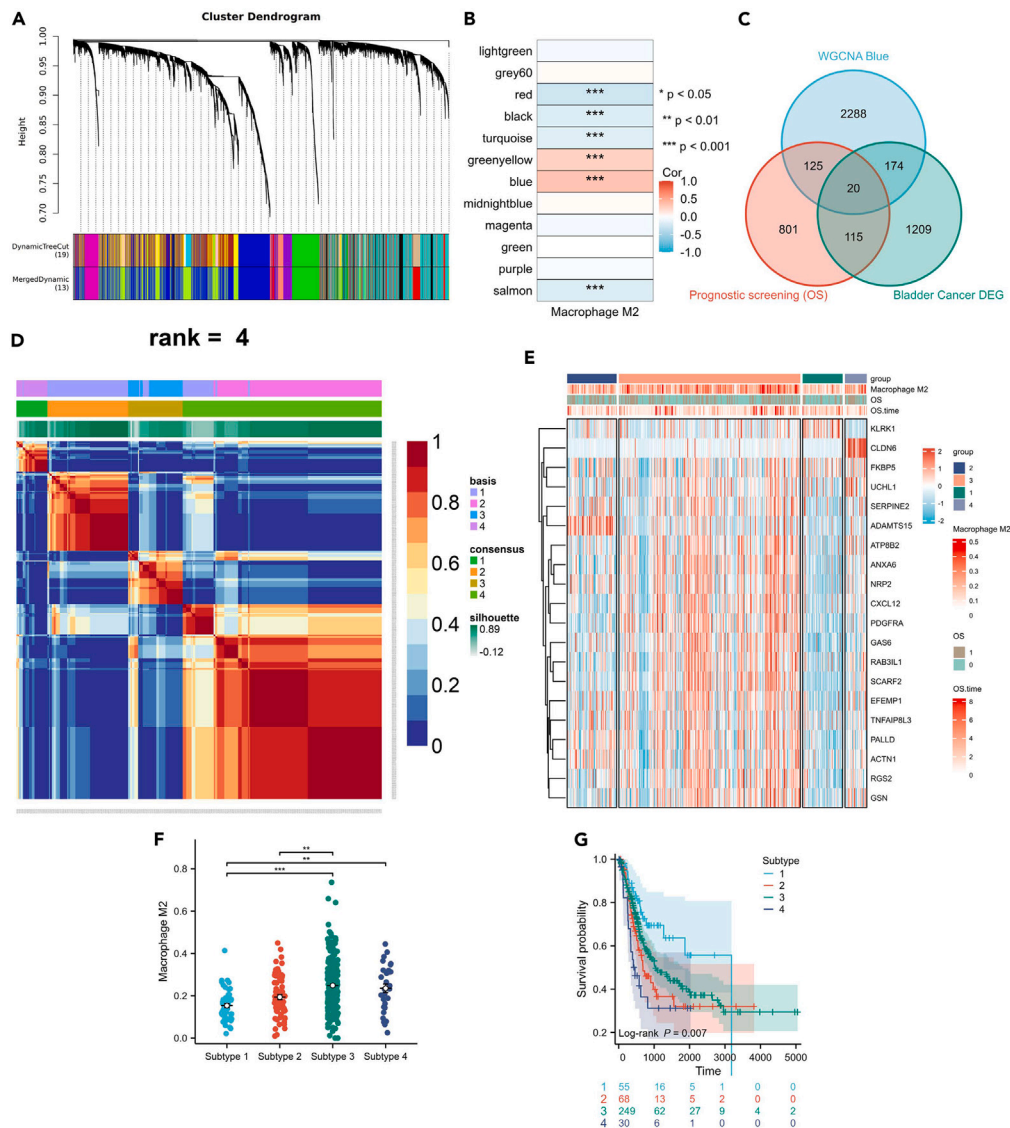 A
Cluster Dendrogram
Height
1.00
0.95
0.90
0.85
0.80
0.75
0.70
DynamicTreeCut
(19)
MergedDynamic
(13)
B
lightgreen
grey60
red ***
black ***
turquoise ***
greenyellow ***
blue ***
midnightblue
magenta
green
purple
salmon ***
Macrophage M2
* p < 0.05
** p < 0.01
*** p < 0.001
Cor
1.0
0.5
0.0
-0.5
-1.0
C
WGCNA Blue
2288
125
174
20
801
115
1209
Prognostic screening (OS)
Bladder Cancer DEG
D
rank = 4
basis
1
2
3
4
consensus
1
2
3
4
silhouette
0.89
-0.12
1
0.8
0.6
0.4
0.2
0
E
group
Macrophage M2
OS
OS.time
KLRK1
CLDN6
FKBP5
UCHL1
SERPINE2
ADAMTS15
ATP8B2
ANXA6
NRP2
CXCL12
PDGFRA
GAS6
RAB3IL1
SCARF2
EFEMP1
TNFAIP8L3
PALLD
ACTN1
RGS2
GSN
2
1
0
-1
-2
group
2
3
1
4
Macrophage M2
0.5
0.4
0.3
0.2
0.1
0
OS
1
0
OS.time
8
6
4
2
0
F
Macrophage M2
0.8
0.6
0.4
0.2
0.0
**
**
***
Subtype 1 Subtype 2 Subtype 3 Subtype 4
G
Survival probability
1.0
0.8
0.6
0.4
0.2
Subtype
1
2
3
4
Log-rank P = 0.007
0 1000 2000 3000 4000 5000
Time
1 55 16 5 1 0 0
2 68 13 5 2 0 0
3 249 62 27 9 4 2
4 30 6 1 0 0 0